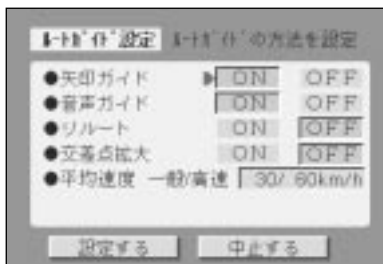 ﾙｰﾄｶﾞｲﾄﾞ設定 ﾙｰﾄｶﾞｲﾄﾞの方法を設定
●矢印ガイド ON OFF
●音声ガイド ON OFF
●リルート ON OFF
●交差点拡大 ON OFF
●平均速度 一般/高速 30/ 60km/h
設定する 中止する